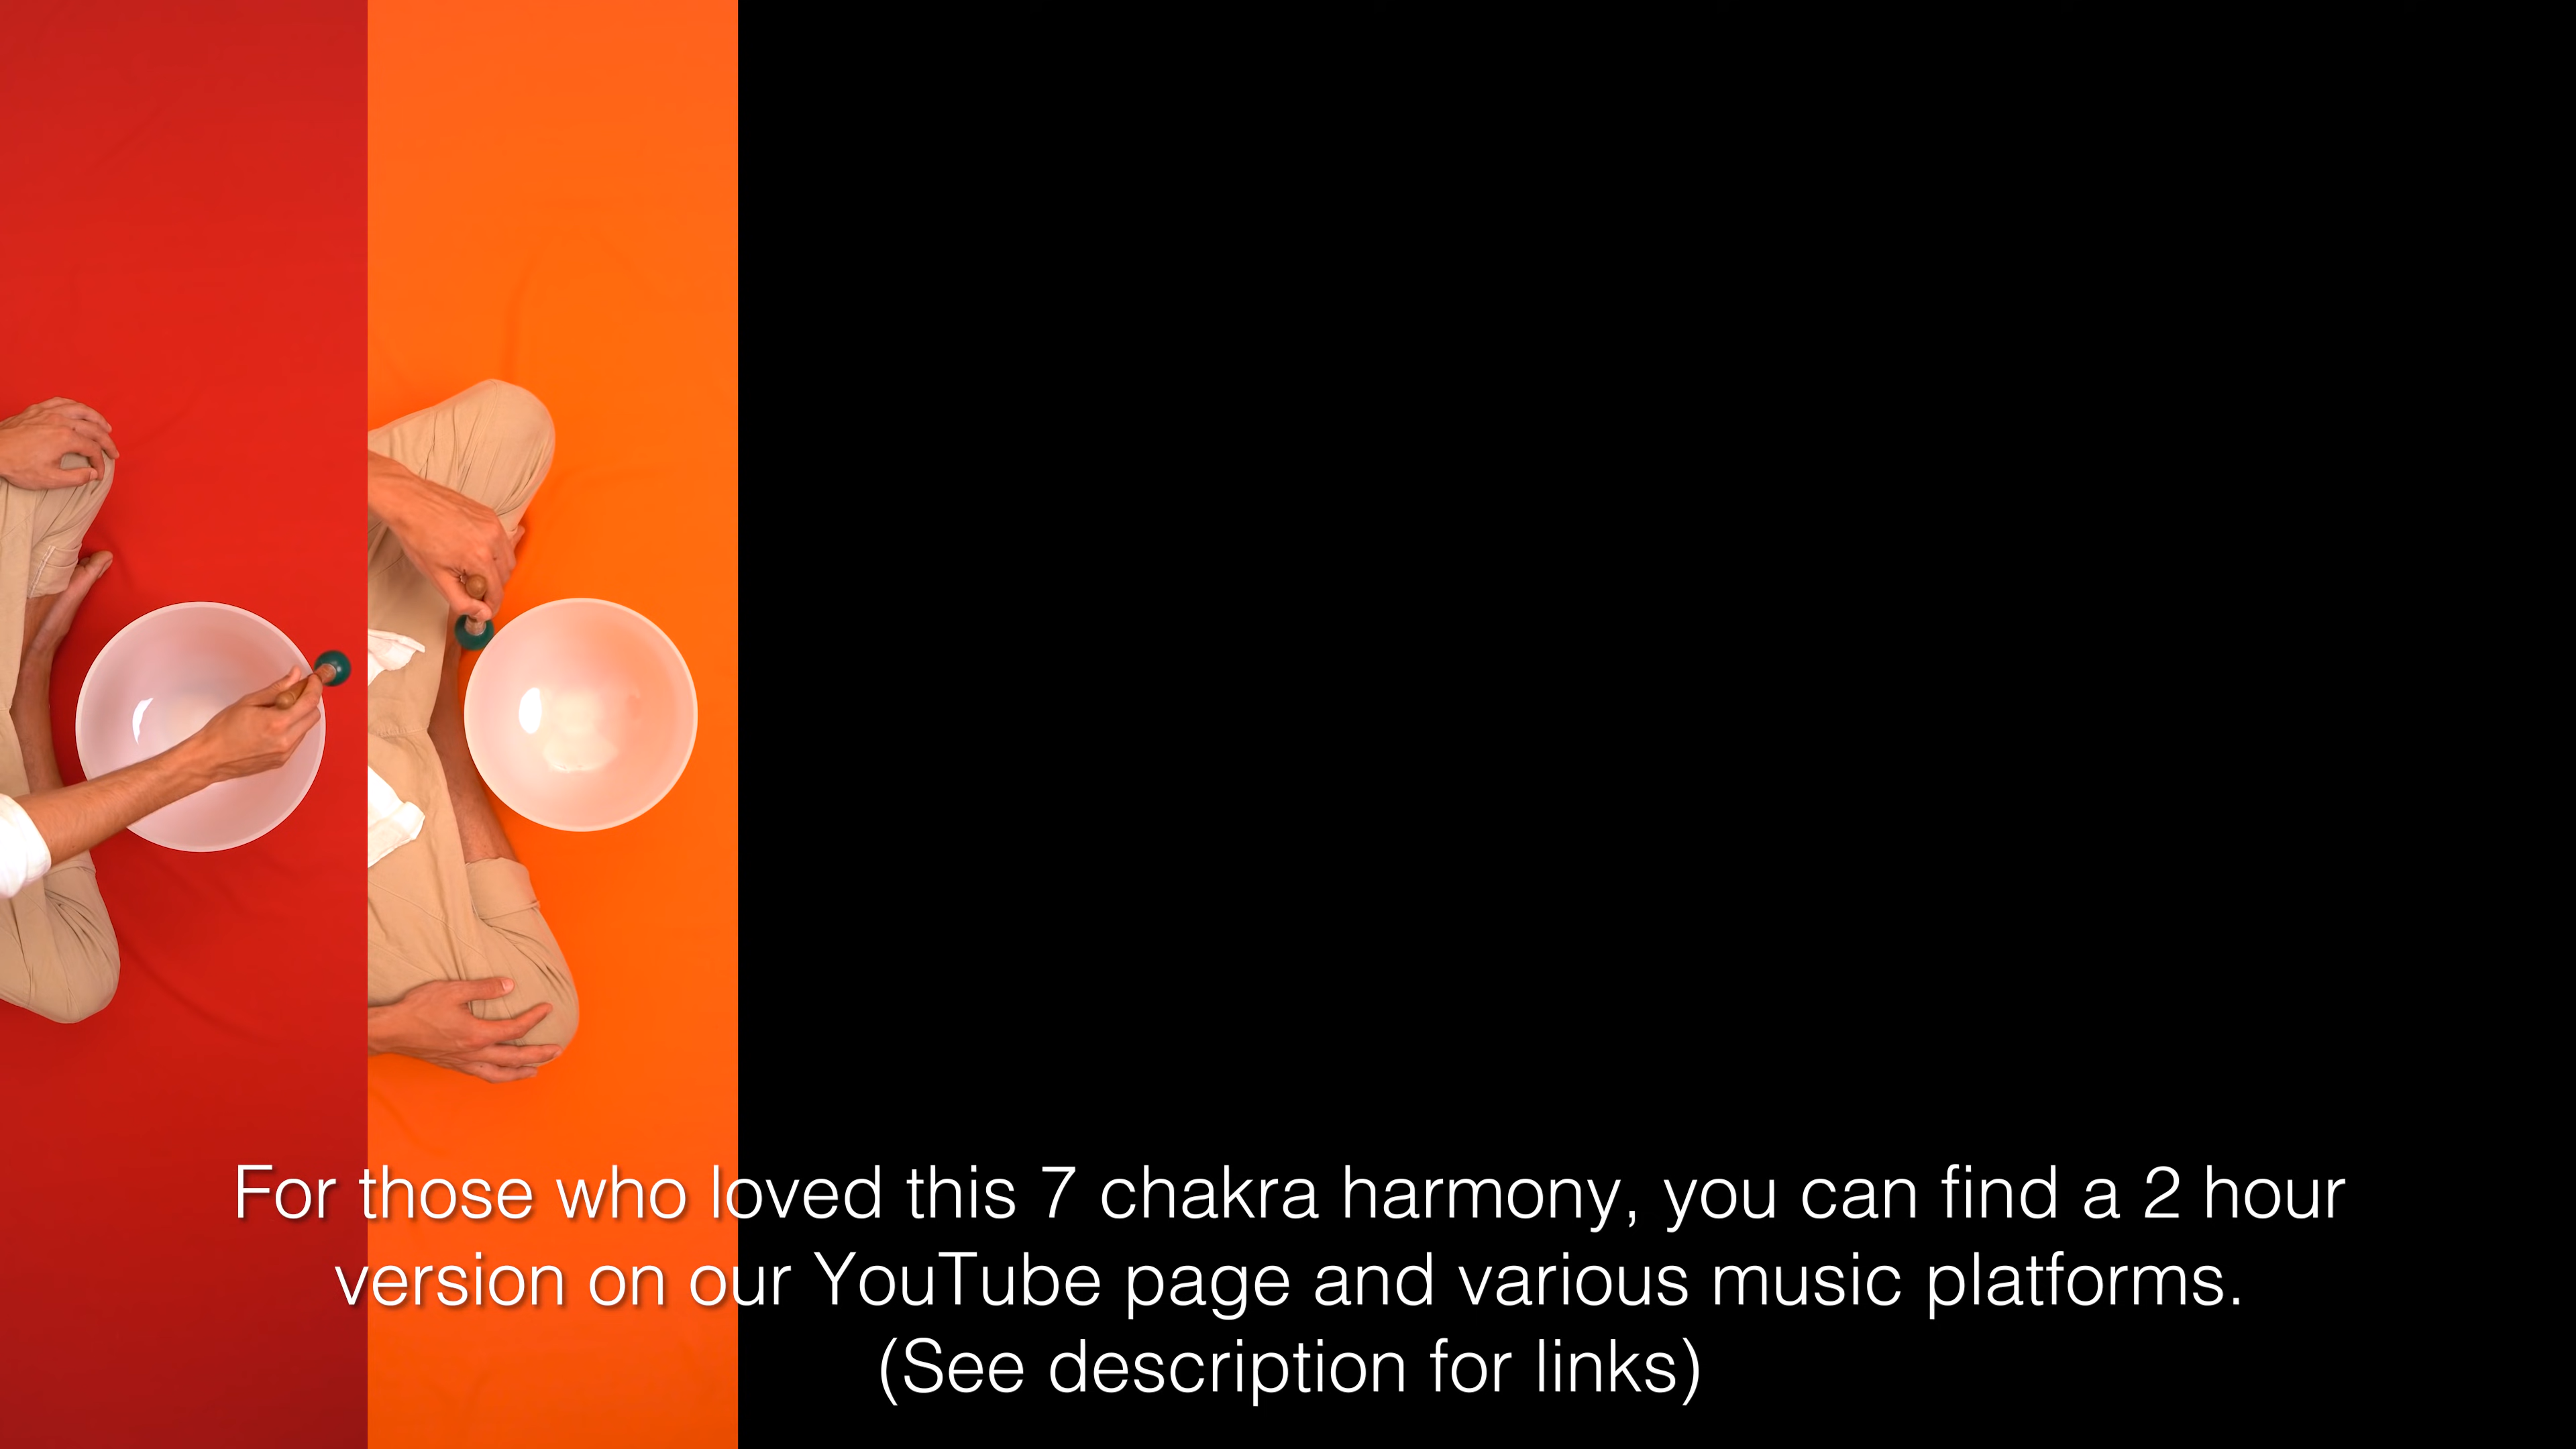 For those who loved this 7 chakra harmony, you can find a 2 hour
version on our YouTube page and various music platforms.
(See description for links)